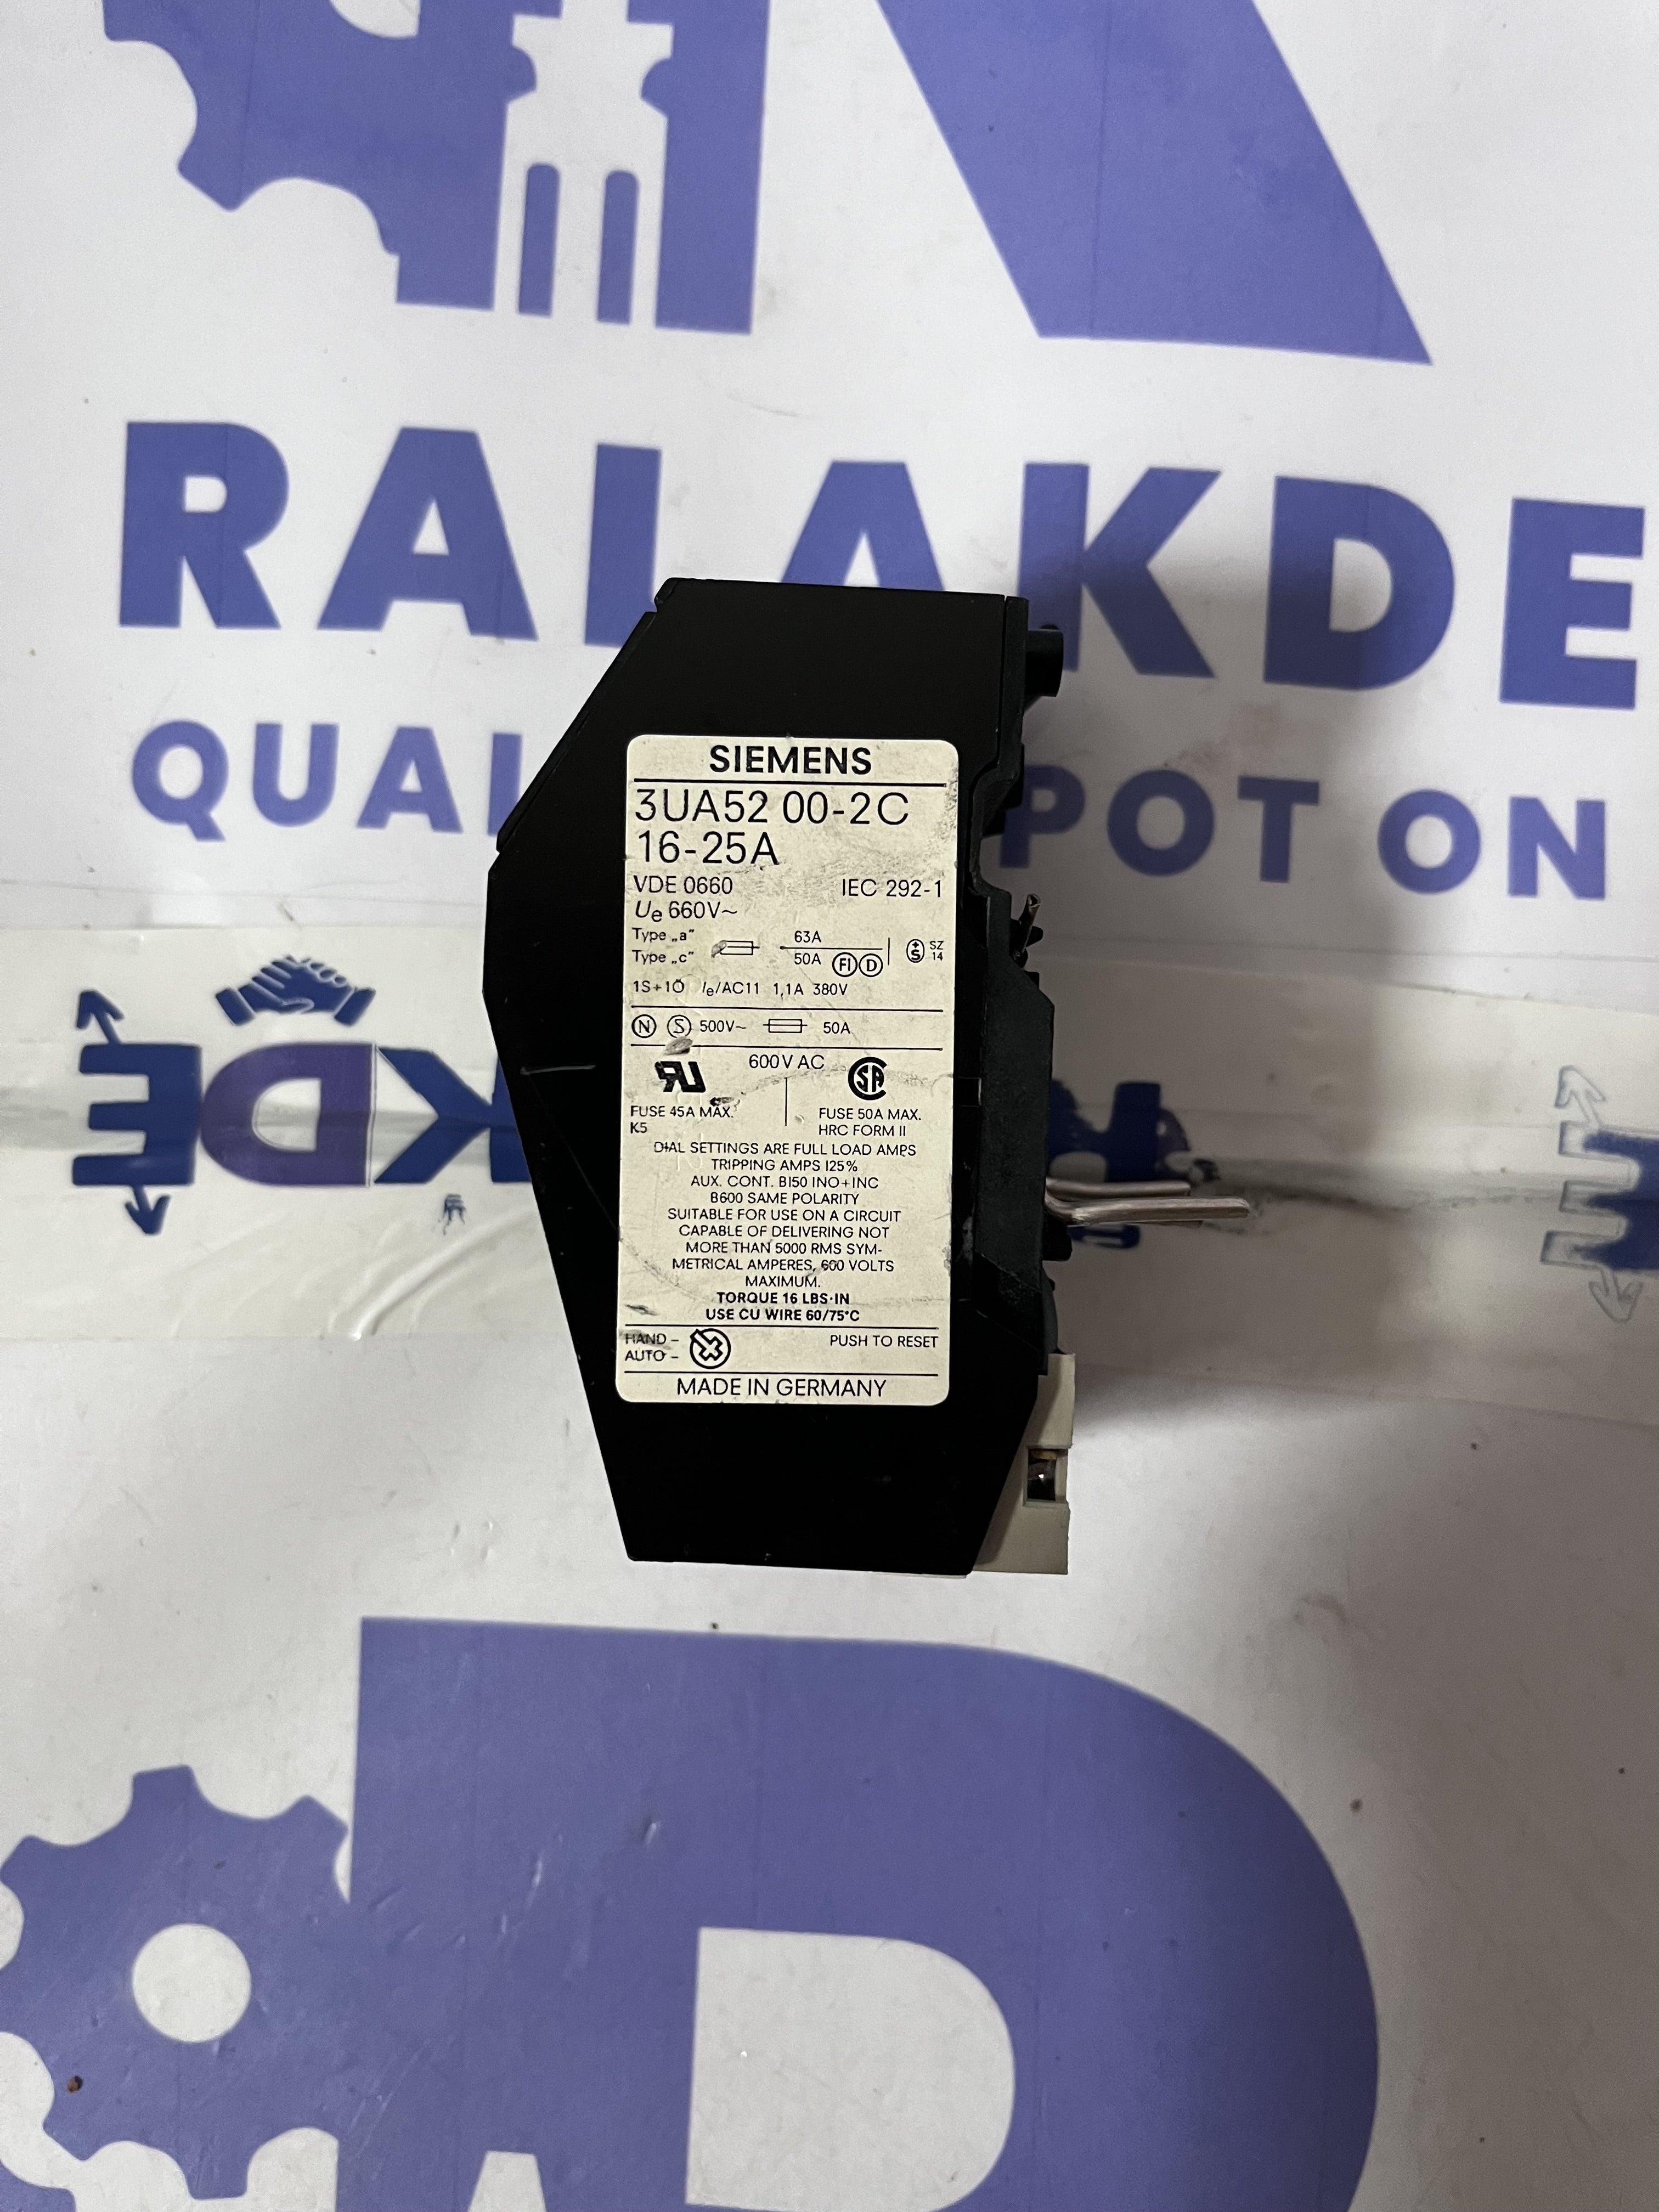 RALAKDE
QUAL
POT ON
SIEMENS
3UA52 00-2C
16-25A
VDE 0660 IEC 292-1
Ue 660V~
Type „a" 63A
Type „c" 50A FI D S SZ 14
1S+1Ö Ie/AC11 1,1A 380V
N S 500V~ 50A
600V AC
RU SA
FUSE 45A MAX. FUSE 50A MAX.
K5 HRC FORM II
DIAL SETTINGS ARE FULL LOAD AMPS
TRIPPING AMPS 125%
AUX. CONT. B150 1NO+1NC
B600 SAME POLARITY
SUITABLE FOR USE ON A CIRCUIT
CAPABLE OF DELIVERING NOT
MORE THAN 5000 RMS SYM-
METRICAL AMPERES, 600 VOLTS
MAXIMUM.
TORQUE 16 LBS·IN
USE CU WIRE 60/75°C
HAND – PUSH TO RESET
AUTO –
MADE IN GERMANY